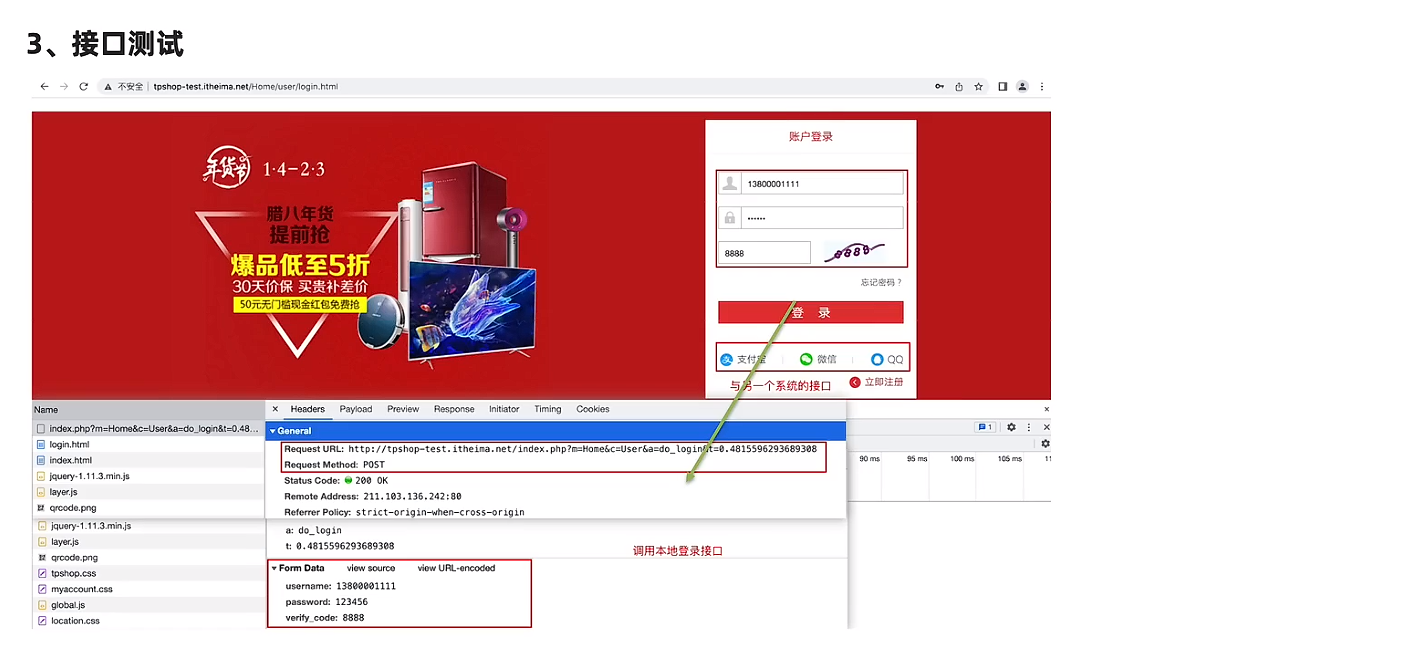 3、接口测试
不安全 | tpshop-test.itheima.net/Home/user/login.html
年货节 1·4-2·3
腊八年货
提前抢
爆品低至5折
30天价保 买贵补差价
50元无门槛现金红包免费抢
账户登录
13800001111
••••••
8888
8888
忘记密码？
登 录
支付宝 | 微信 | QQ
与另一个系统的接口
立即注册
Name
index.php?m=Home&c=User&a=do_login&t=0.48...
login.html
index.html
jquery-1.11.3.min.js
layer.js
qrcode.png
jquery-1.11.3.min.js
layer.js
qrcode.png
tpshop.css
myaccount.css
global.js
location.css
× Headers Payload Preview Response Initiator Timing Cookies
General
Request URL: http://tpshop-test.itheima.net/index.php?m=Home&c=User&a=do_login&t=0.4815596293689308
Request Method: POST
Status Code: 200 OK
Remote Address: 211.103.136.242:80
Referrer Policy: strict-origin-when-cross-origin
a: do_login
t: 0.4815596293689308
调用本地登录接口
Form Data view source view URL-encoded
username: 13800001111
password: 123456
verify_code: 8888
1
90 ms 95 ms 100 ms 105 ms 11